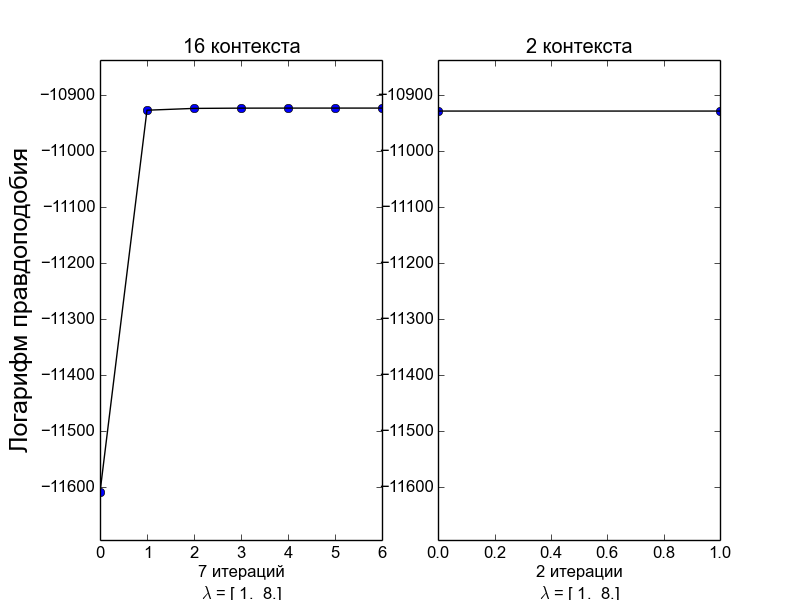 16 контекста
2 контекста
Логарифм правдоподобия
−10900
−11000
−11100
−11200
−11300
−11400
−11500
−11600
0 1 2 3 4 5 6
7 итераций
λ = [ 1. 8.]
−10900
−11000
−11100
−11200
−11300
−11400
−11500
−11600
0.0 0.2 0.4 0.6 0.8 1.0
2 итерации
λ = [ 1. 8.]